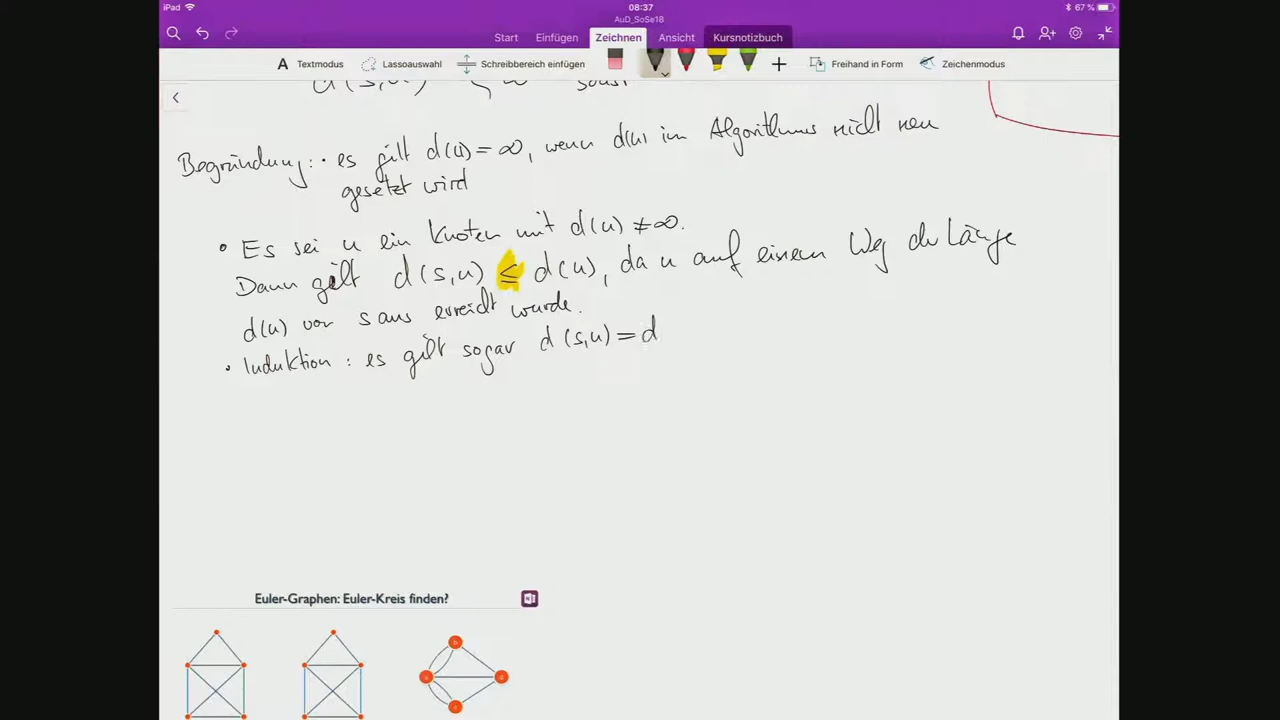 iPad 08:37 67 %
AuD_SoSe18
Start Einfügen Zeichnen Ansicht Kursnotizbuch
A Textmodus Lassoauswahl Schreibbereich einfügen Freihand in Form Zeichenmodus
d(s,u) ∞ sonst
Begründung: · es gilt d(u) = ∞, wenn d(u) im Algorithmus nicht neu
gesetzt wird
• Es sei u ein Knoten mit d(u) ≠ ∞.
Dann gilt d(s,u) ≤ d(u), da u auf einem Weg der Länge
d(u) von s aus erreicht wurde.
• Induktion : es gilt sogar d(s,u) = d
Euler-Graphen: Euler-Kreis finden?
b
a d
c